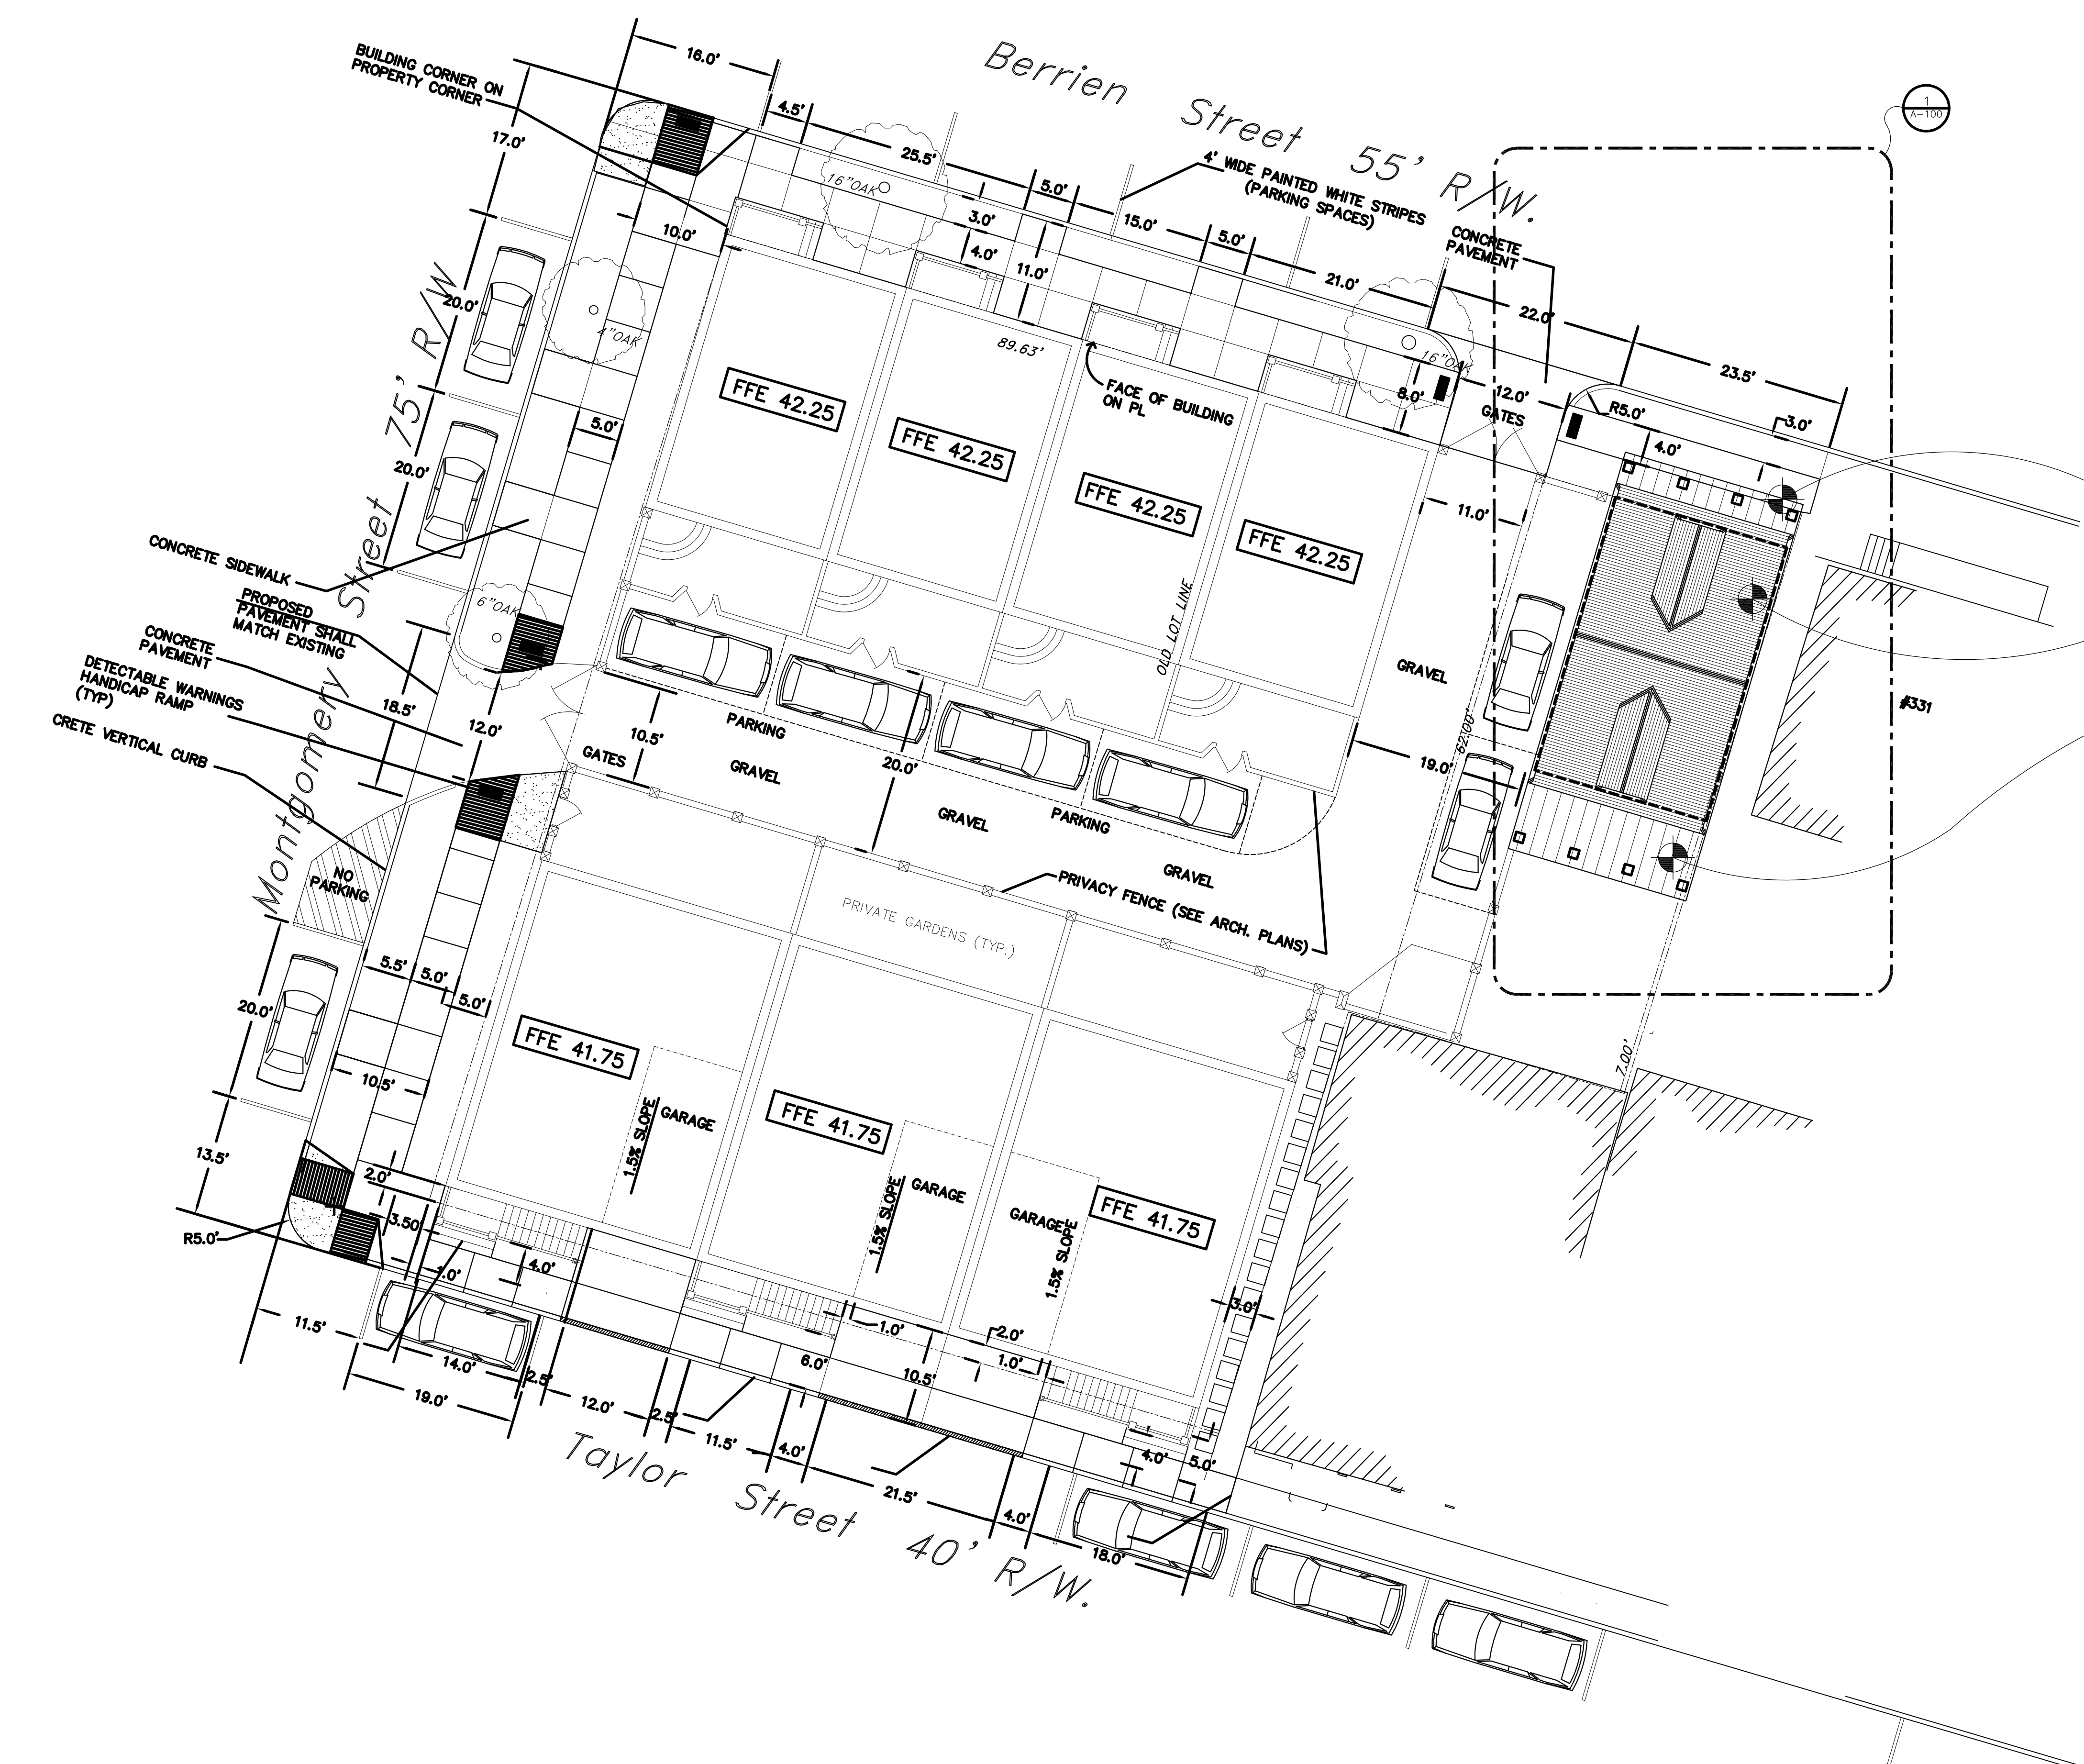 BUILDING CORNER ON
PROPERTY CORNER
16.0'
Berrien Street 55' R/W.
1
A-100
17.0'
4.5'
25.5'
5.0'
4' WIDE PAINTED WHITE STRIPES
(PARKING SPACES)
15.0'
5.0'
21.0'
CONCRETE
PAVEMENT
22.0'
23.5'
16"OAK
10.0'
3.0'
4.0'
11.0'
20.0'
4"OAK
89.63'
16"OAK
8.0'
12.0'
GATES
R5.0'
3.0'
4.0'
FACE OF BUILDING
ON PL
FFE 42.25
FFE 42.25
FFE 42.25
FFE 42.25
5.0'
20.0'
11.0'
Montgomery Street 75' R/W
CONCRETE SIDEWALK
PROPOSED
PAVEMENT SHALL
MATCH EXISTING
CONCRETE
PAVEMENT
DETECTABLE WARNINGS
HANDICAP RAMP
(TYP)
CRETE VERTICAL CURB
6"OAK
18.5'
12.0'
OLD LOT LINE
GRAVEL
62.00'
#331
10.5'
GATES
PARKING
GRAVEL
20.0'
GRAVEL
PARKING
GRAVEL
19.0'
NO
PARKING
PRIVACY FENCE (SEE ARCH. PLANS)
PRIVATE GARDENS (TYP.)
5.5'
5.0'
5.0'
20.0'
10.5'
FFE 41.75
FFE 41.75
FFE 41.75
7.00'
1.5% SLOPE
GARAGE
1.5% SLOPE
GARAGE
GARAGE
1.5% SLOPE
13.5'
2.0'
3.50
R5.0'
1.0'
4.0'
3.0'
11.5'
14.0'
2.5'
19.0'
12.0'
2.5'
1.0'
2.0'
1.0'
6.0'
10.5'
11.5'
4.0'
21.5'
4.0'
4.0'
5.0'
18.0'
Taylor Street 40' R/W.